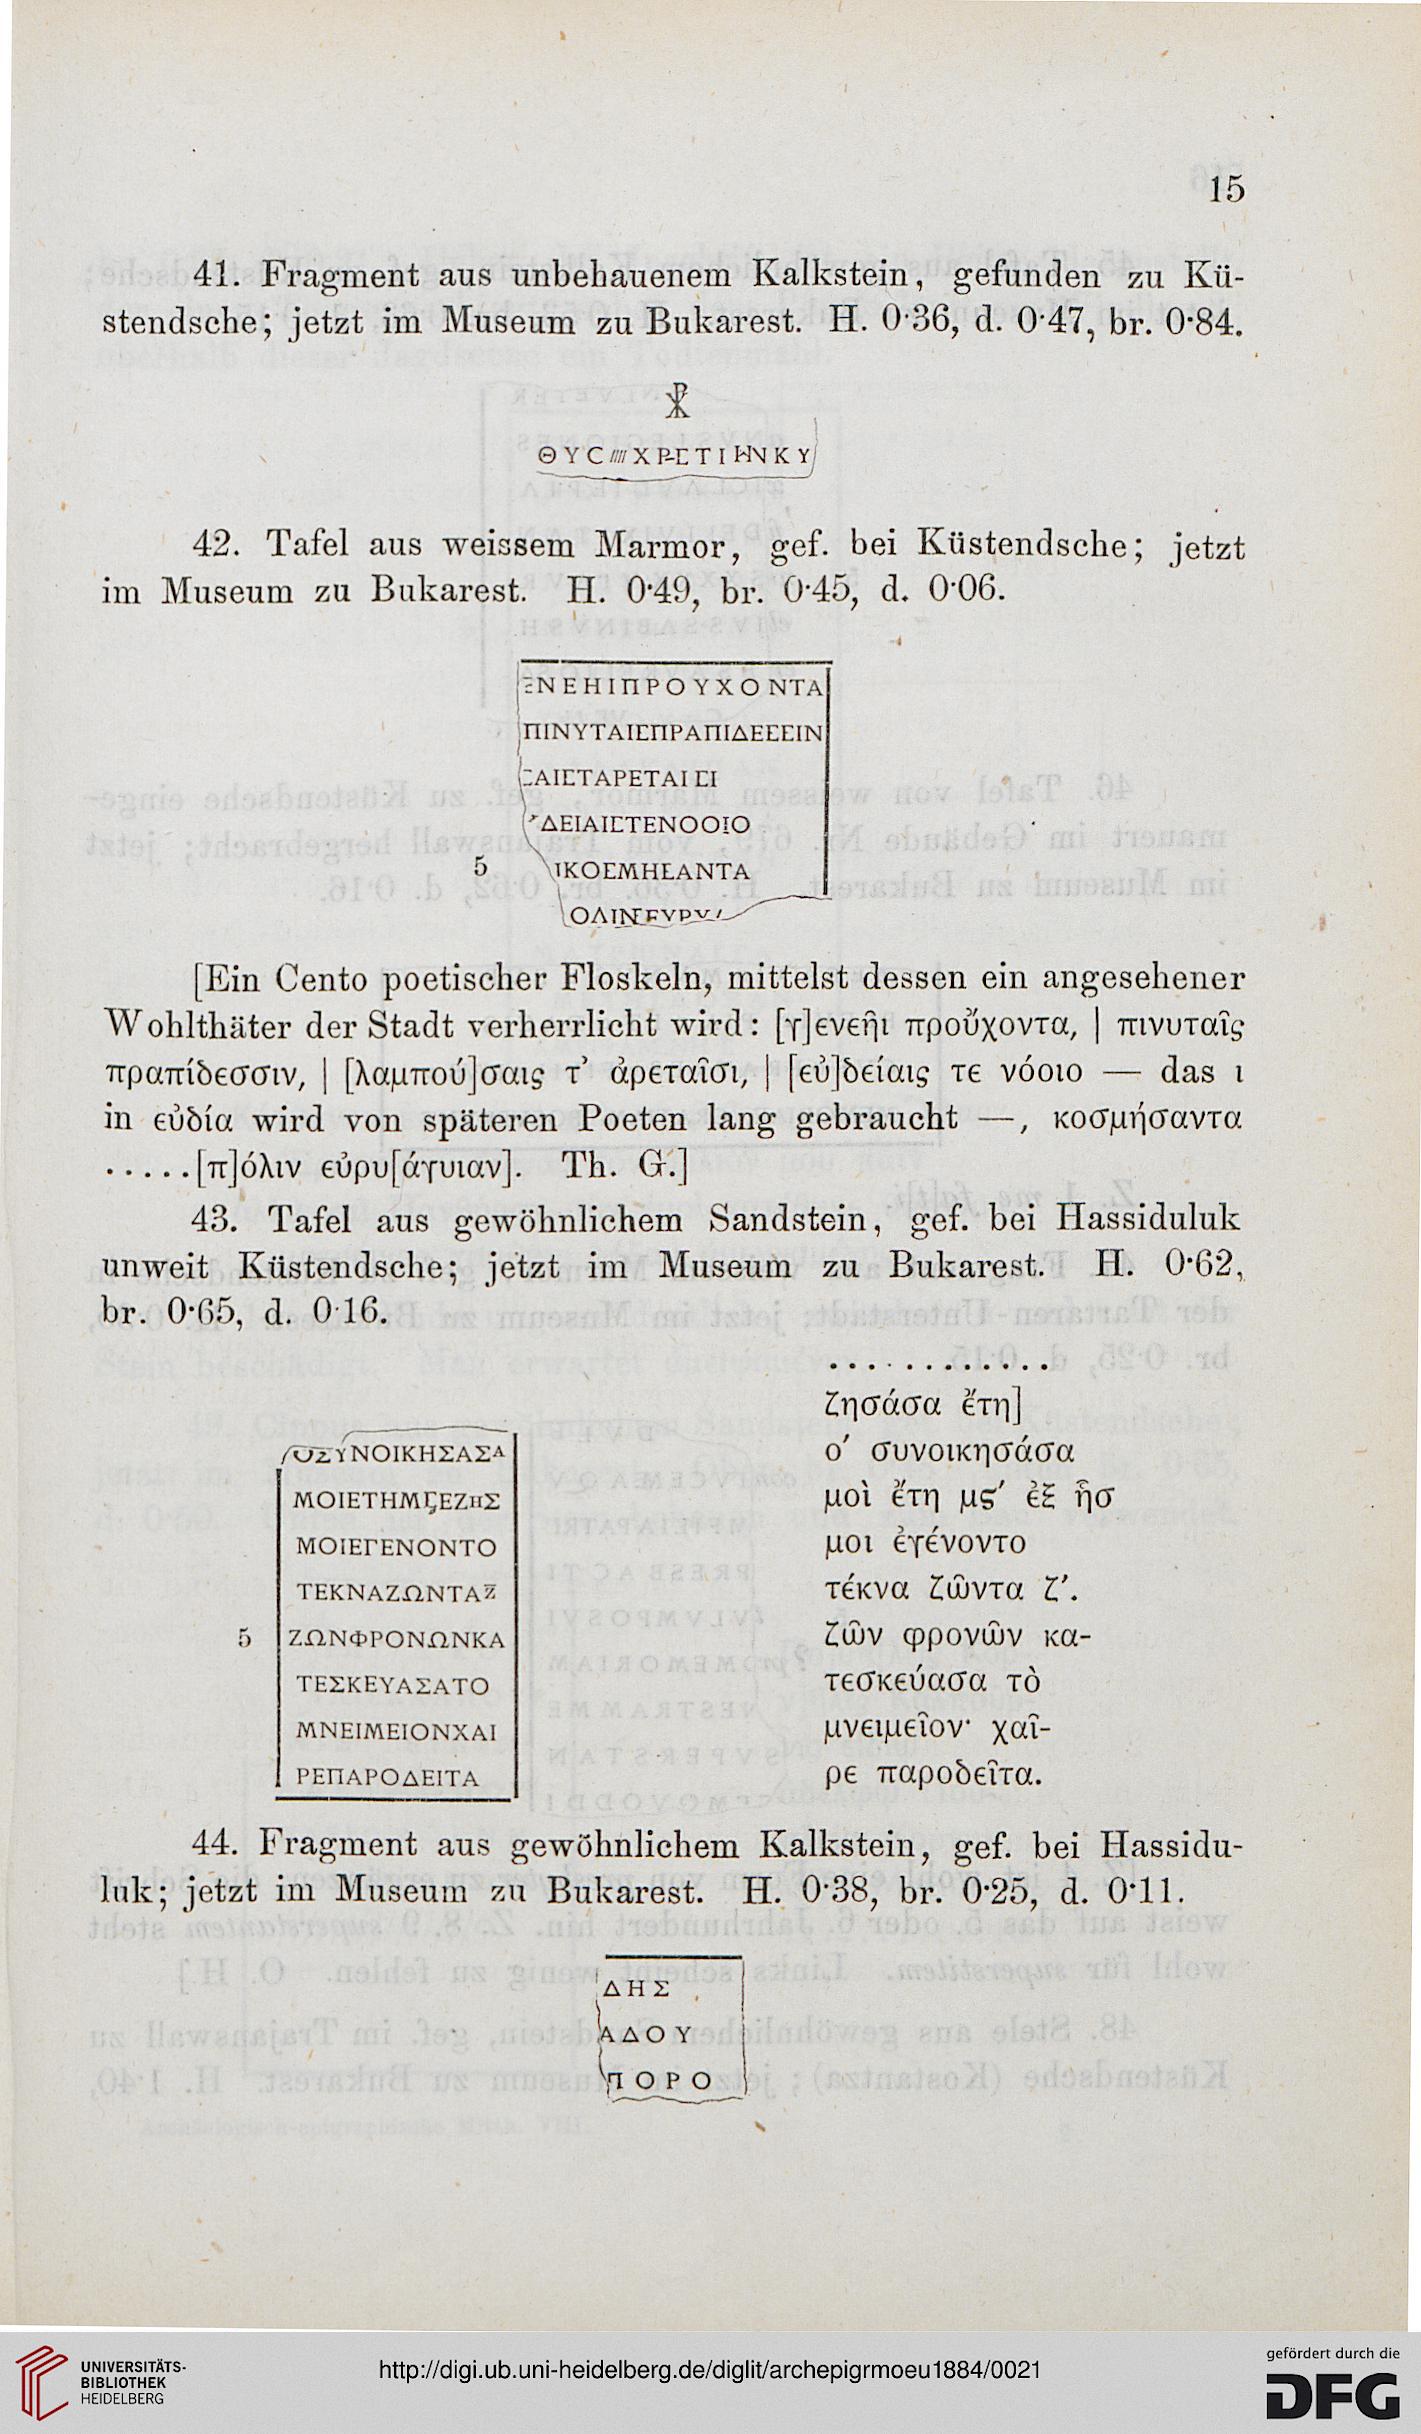 15
41. Fragment aus unbehauenem Kalkstein, gefunden zu Kü-
stendsche; jetzt im Museum zu Bukarest. H. 0·36, d. 0·47, br. 0·84.
☧
ΘΥC XP
42. Tafel aus weissem Marmor, gef. bei Küstendsche; jetzt
im Museum zu Bukarest. H. 0·49, br. 0·45, d. 0·06.
ΕΝΕΗΙΠΡΟΥΧΟΝΤΑ
ΠΙΝΥΤΑΙΣΠΡΑΠΙΔΕΣΣΙΝ
ΣΑΙΣΤΑΡΕΤΑΙΣΙ
ΔΕΙΑΙΣΤΕΝΟΟΙΟ
5 ΙΚΟΣΜΗΣΑΝΤΑ
ΟΛΙΝΕΥΡΥ
[Ein Cento poetischer Floskeln, mittelst dessen ein angesehener
Wohlthäter der Stadt verherrlicht wird: [γ]ενεῆι προὔχοντα, | πινυταῖς
πραπίδεσσιν, | [λαμπού]σαις τ’ ἀρεταῖσι, | [εὐ]δείαις τε νόοιο — das ι
in εὐδία wird von späteren Poeten lang gebraucht —, κοσμήσαντα
.....[π]όλιν εὐρυ[άγυιαν]. Th. G.]
43. Tafel aus gewöhnlichem Sandstein, gef. bei Hassiduluk
unweit Küstendsche; jetzt im Museum zu Bukarest. H. 0·62,
br. 0·65, d. 0·16.
............
ζησάσα ἔτη]
ΟΣΥΝΟΙΚΗΣΑΣΑ ο′ συνοικησάσα
ΜΟΙΕΤΗΜϛΕΖΗΣ μοὶ ἔτη μς′ ἐξ ἧσ
ΜΟΙΕΓΕΝΟΝΤΟ μοι ἐγένοντο
ΤΕΚΝΑΖΩΝΤΑΖ̅ τέκνα ζῶντα ζ′.
5 ΖΩΝΦΡΟΝΩΝΚΑ ζῶν φρονῶν κα-
ΤΕΣΚΕΥΑΣΑΤΟ τεσκεύασα τὸ
ΜΝΕΙΜΕΙΟΝΧΑΙ μνειμεῖον· χαῖ-
ΡΕΠΑΡΟΔΕΙΤΑ ρε παροδεῖτα.
44. Fragment aus gewöhnlichem Kalkstein, gef. bei Hassidu-
luk; jetzt im Museum zu Bukarest. H. 0·38, br. 0·25, d. 0·11.
ΔΗΣ
ΑΔΟΥ
ΠΟΡΟ
UNIVERSITÄTS-
BIBLIOTHEK
HEIDELBERG
http://digi.ub.uni-heidelberg.de/diglit/archepigrmoeu1884/0021
gefördert durch die
DFG